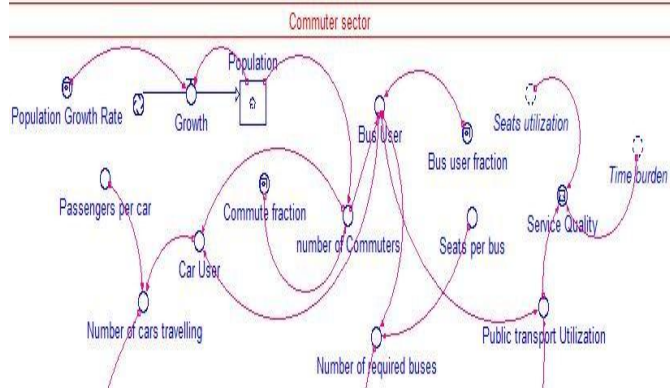 Commuter sector
Population
Population Growth Rate
Growth
Bus User
Bus user fraction
Seats utilization
Time burden
Passengers per car
Commute fraction
number of Commuters
Seats per bus
Service Quality
Car User
Number of cars travelling
Number of required buses
Public transport Utilization